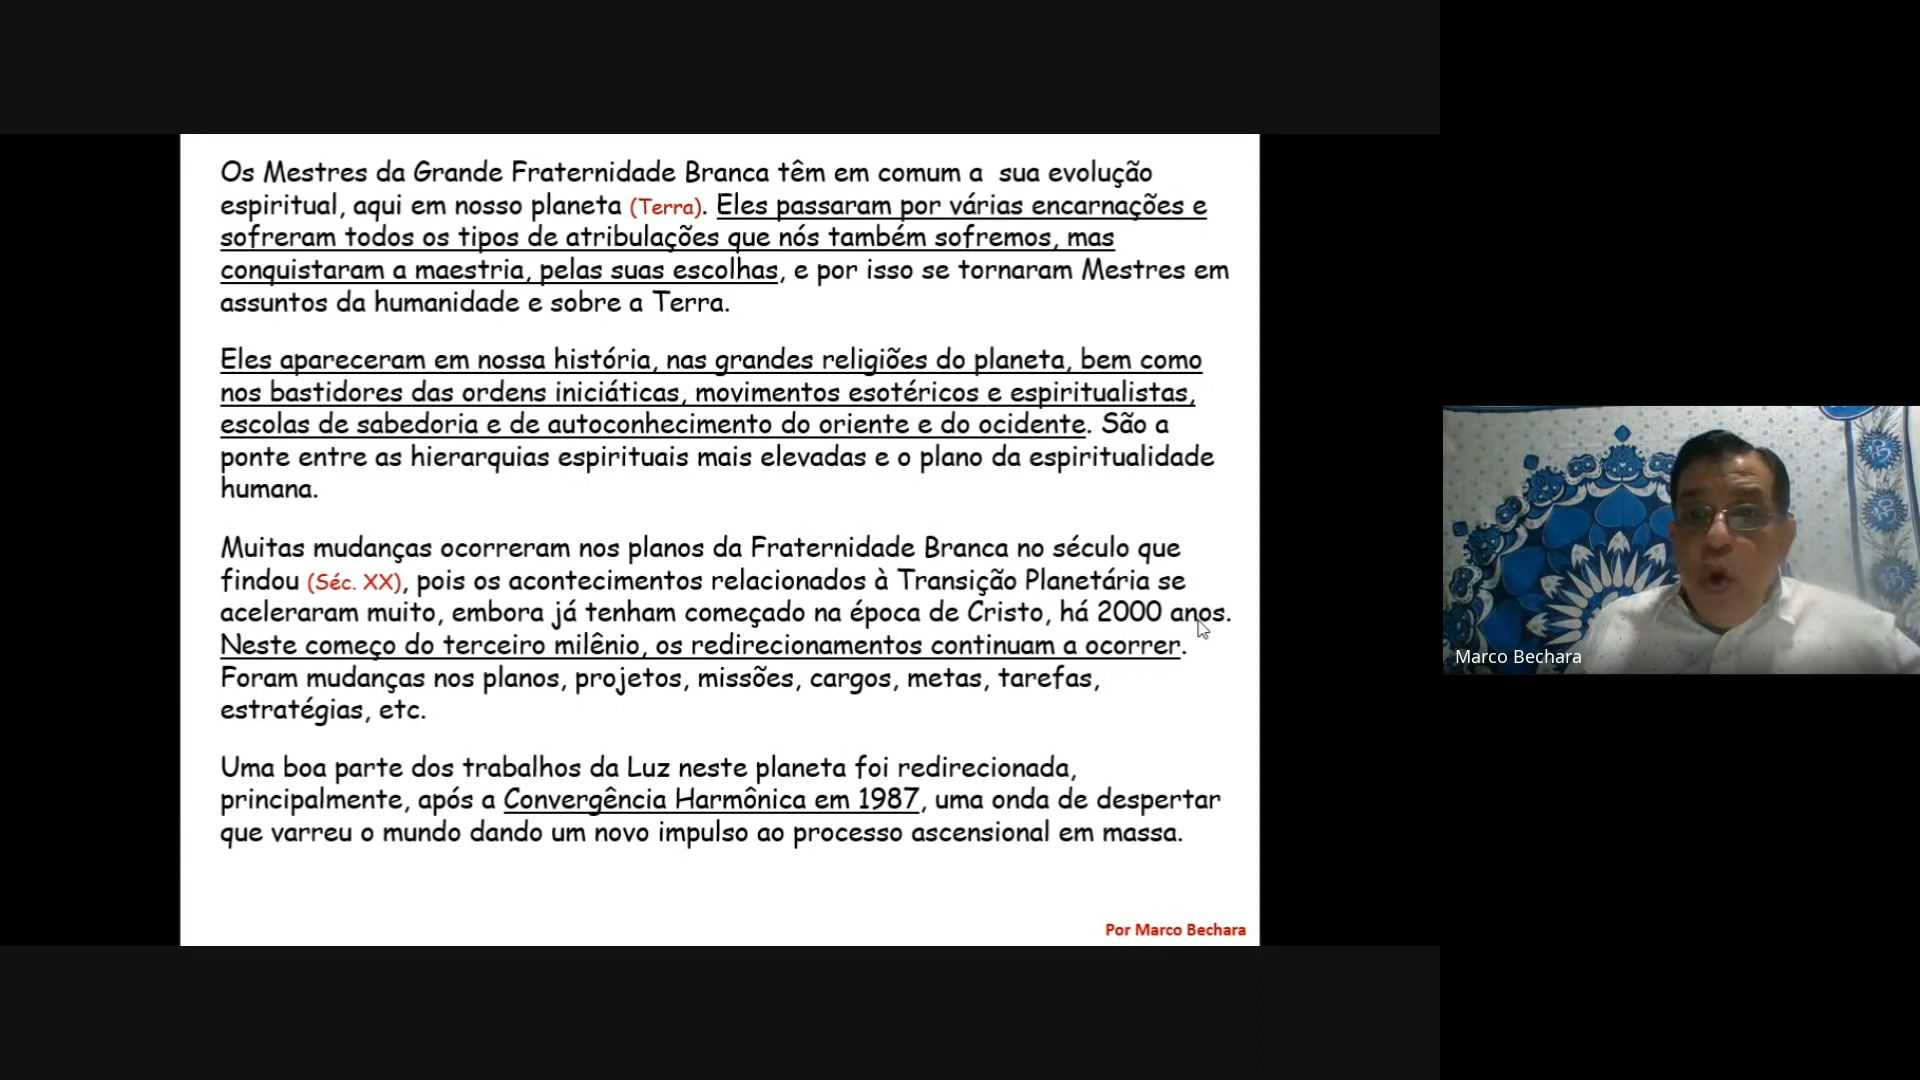 Os Mestres da Grande Fraternidade Branca têm em comum a  sua evolução
espiritual, aqui em nosso planeta (Terra). Eles passaram por várias encarnações e
sofreram todos os tipos de atribulações que nós também sofremos, mas
conquistaram a maestria, pelas suas escolhas, e por isso se tornaram Mestres em
assuntos da humanidade e sobre a Terra.
Eles apareceram em nossa história, nas grandes religiões do planeta, bem como
nos bastidores das ordens iniciáticas, movimentos esotéricos e espiritualistas,
escolas de sabedoria e de autoconhecimento do oriente e do ocidente. São a
ponte entre as hierarquias espirituais mais elevadas e o plano da espiritualidade
humana.
Muitas mudanças ocorreram nos planos da Fraternidade Branca no século que
findou (Séc. XX), pois os acontecimentos relacionados à Transição Planetária se
aceleraram muito, embora já tenham começado na época de Cristo, há 2000 anos.
Neste começo do terceiro milênio, os redirecionamentos continuam a ocorrer.
Foram mudanças nos planos, projetos, missões, cargos, metas, tarefas,
estratégias, etc.
Uma boa parte dos trabalhos da Luz neste planeta foi redirecionada,
principalmente, após a Convergência Harmônica em 1987, uma onda de despertar
que varreu o mundo dando um novo impulso ao processo ascensional em massa.
Por Marco Bechara
Marco Bechara